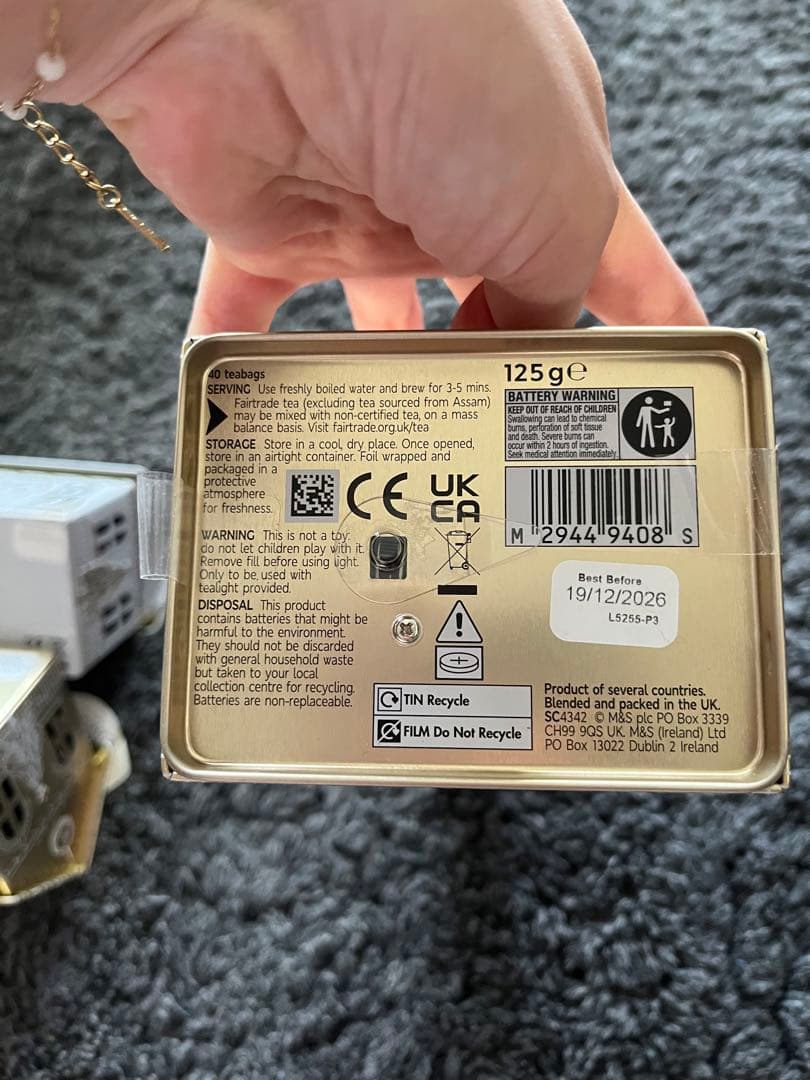 40 teabags
SERVING Use freshly boiled water and brew for 3-5 mins.
Fairtrade tea (excluding tea sourced from Assam)
may be mixed with non-certified tea, on a mass
balance basis. Visit fairtrade.org.uk/tea
STORAGE Store in a cool, dry place. Once opened,
store in an airtight container. Foil wrapped and
packaged in a
protective
atmosphere
for freshness.
CE
UK
CA
WARNING This is not a toy:
do not let children play with it.
Remove fill before using light.
Only to be used with
tealight provided.
DISPOSAL This product
contains batteries that might be
harmful to the environment.
They should not be discarded
with general household waste
but taken to your local
collection centre for recycling.
Batteries are non-replaceable.
TIN Recycle
FILM Do Not Recycle
125g e
BATTERY WARNING
KEEP OUT OF REACH OF CHILDREN
Swallowing can lead to chemical
burns, perforation of soft tissue
and death. Severe burns can
occur within 2 hours of ingestion.
Seek medical attention immediately.
M 2944 9408 S
Best Before
19/12/2026
L5255-P3
Product of several countries.
Blended and packed in the UK.
SC4342 © M&S plc PO Box 3339
CH99 9QS UK. M&S (Ireland) Ltd
PO Box 13022 Dublin 2 Ireland